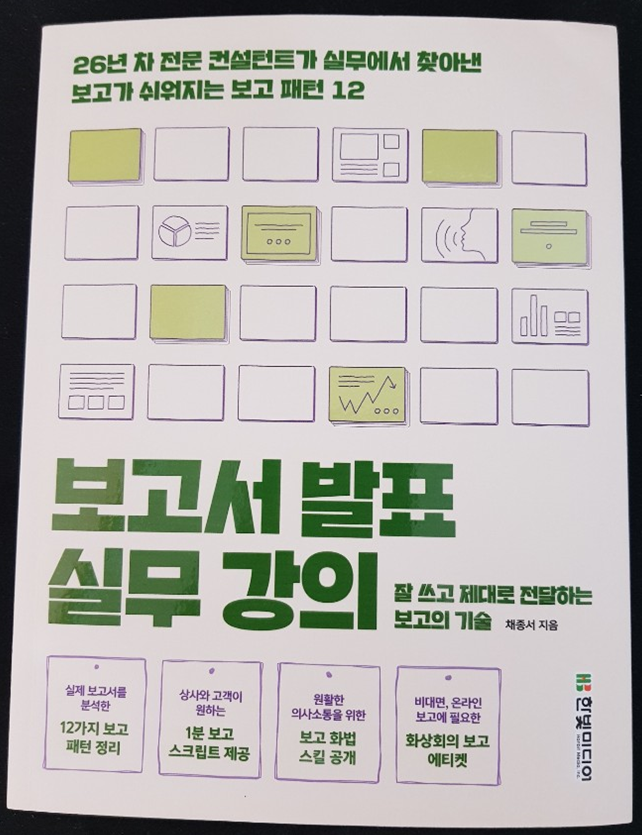 26년 차 전문 컨설턴트가 실무에서 찾아낸
보고가 쉬워지는 보고 패턴 12
보고서 발표
실무 강의
잘 쓰고 제대로 전달하는
보고의 기술 채종서 지음
실제 보고서를
분석한
12가지 보고
패턴 정리
상사와 고객이
원하는
1분 보고
스크립트 제공
원활한
의사소통을 위한
보고 화법
스킬 공개
비대면, 온라인
보고에 필요한
화상회의 보고
에티켓
HB
한빛미디어
Hanbit Media, Inc.